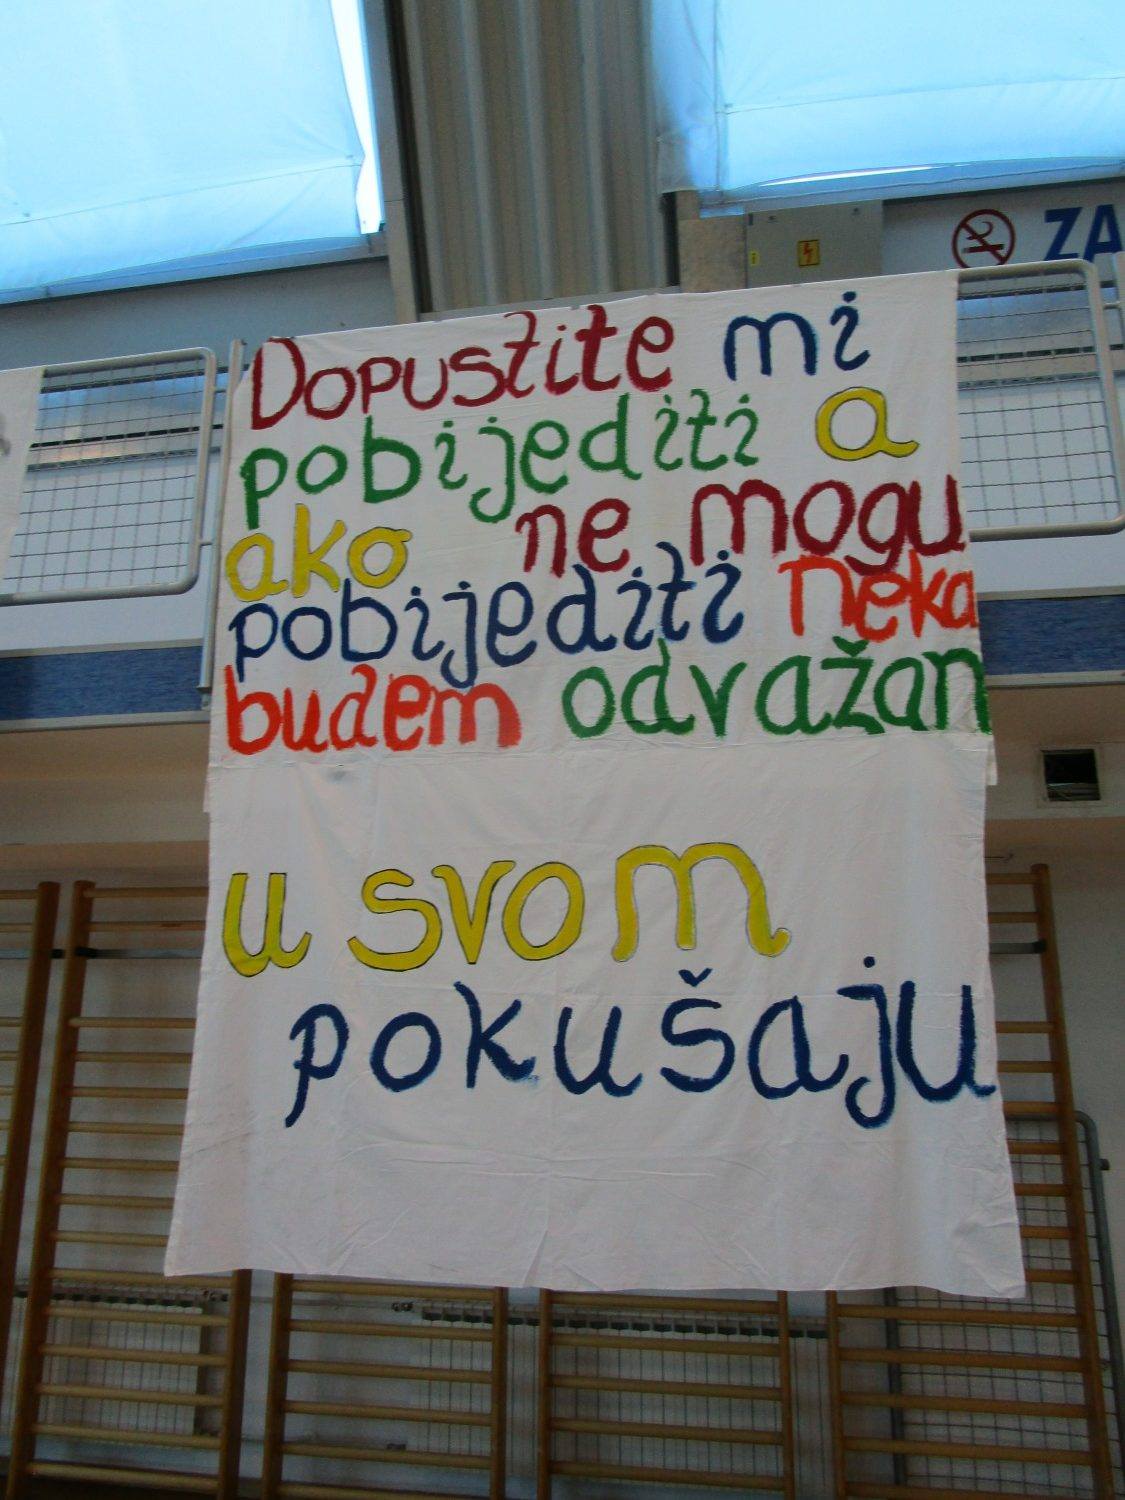 ZA
Dopustite mi
pobijediti a
ako ne mogu
pobijediti neka
budem odvažan
u svom
pokušaju